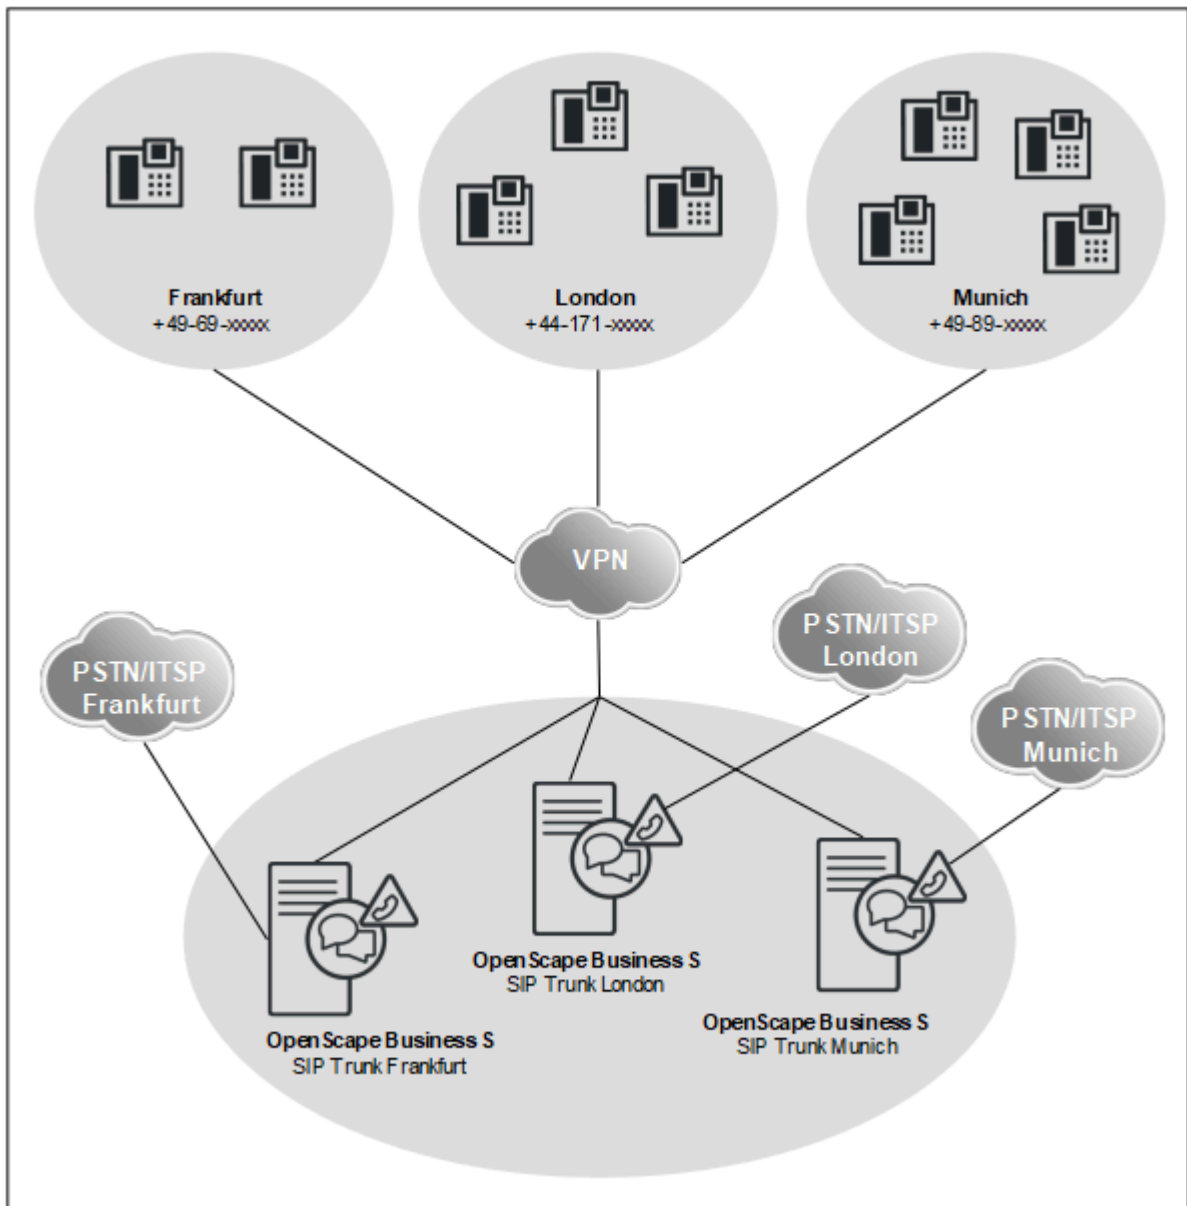 Frankfurt
+49-69-xxxxx
London
+44-171-xxxxx
Munich
+49-89-xxxxx
VPN
PSTN/ITSP
London
PSTN/ITSP
Frankfurt
PSTN/ITSP
Munich
OpenScape Business S
SIP Trunk London
OpenScape Business S
SIP Trunk Munich
OpenScape Business S
SIP Trunk Frankfurt